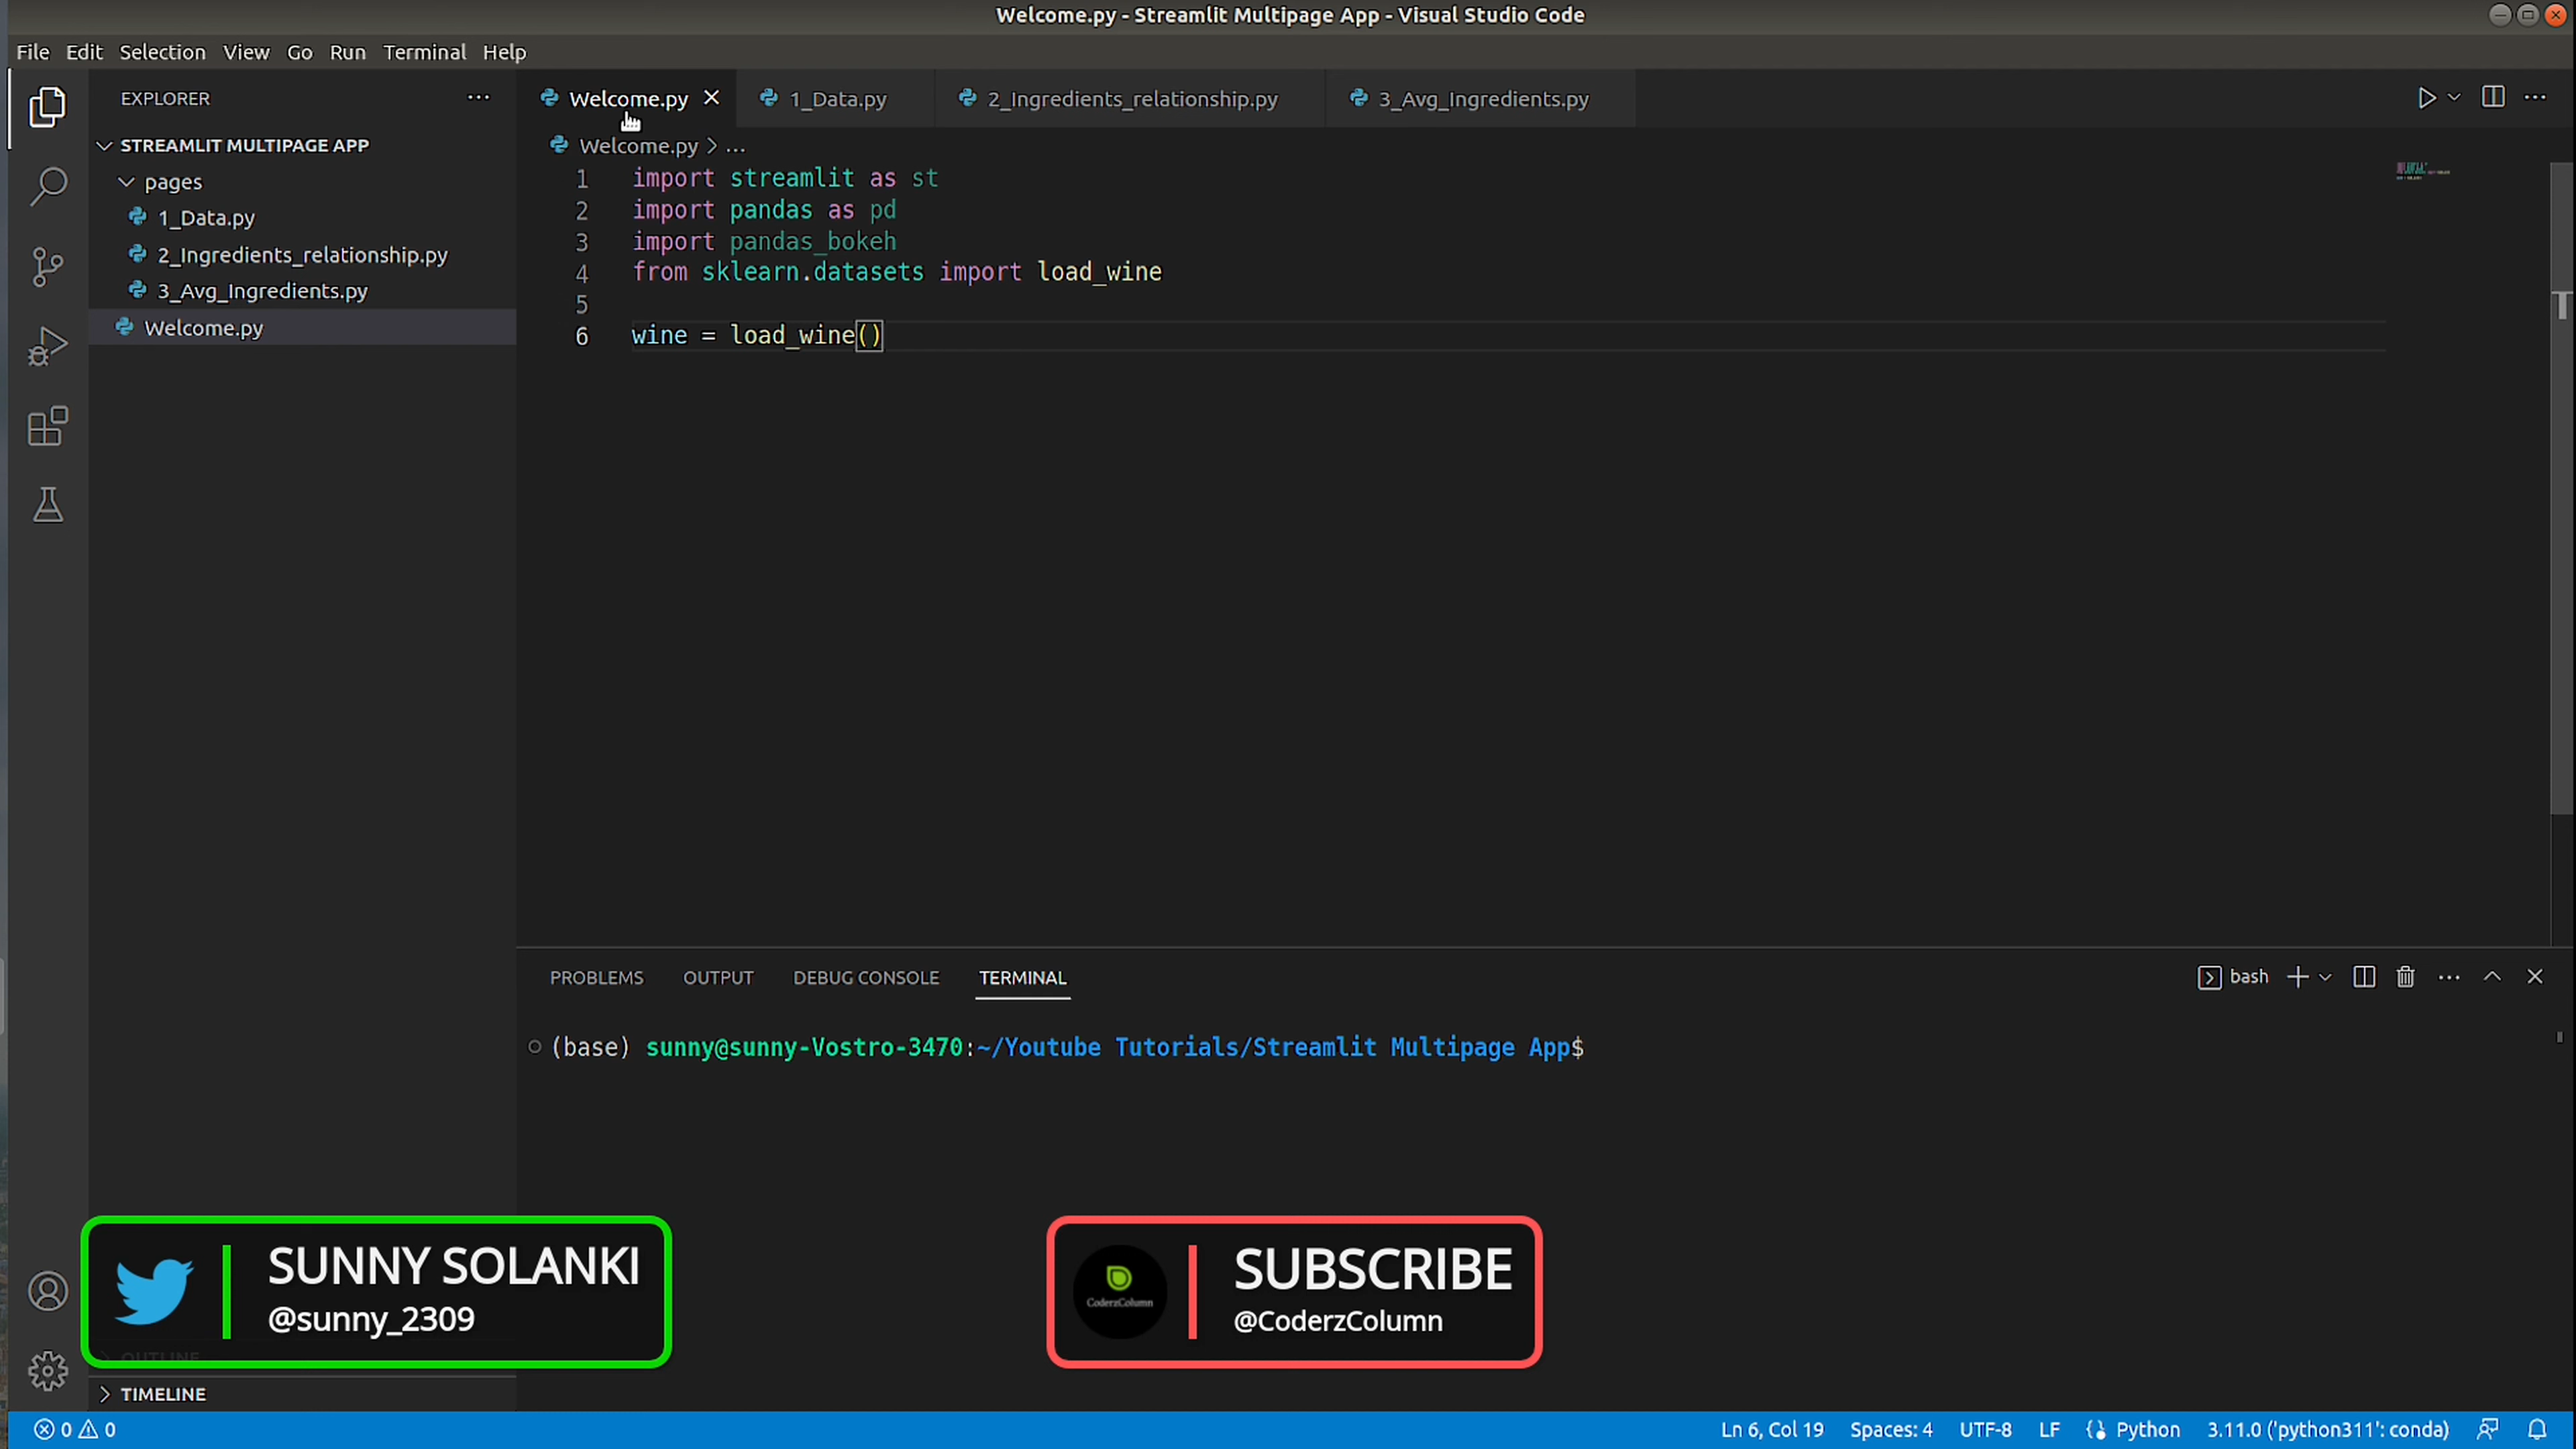 Welcome.py - Streamlit Multipage App - Visual Studio Code
File Edit Selection View Go Run Terminal Help
EXPLORER
STREAMLIT MULTIPAGE APP
pages
1_Data.py
2_Ingredients_relationship.py
3_Avg_Ingredients.py
Welcome.py
OUTLINE
TIMELINE
Welcome.py 1_Data.py 2_Ingredients_relationship.py 3_Avg_Ingredients.py
Welcome.py > ...
1 import streamlit as st
2 import pandas as pd
3 import pandas_bokeh
4 from sklearn.datasets import load_wine
5
6 wine = load_wine()
PROBLEMS OUTPUT DEBUG CONSOLE TERMINAL
bash
(base) sunny@sunny-Vostro-3470:~/Youtube Tutorials/Streamlit Multipage App$
SUNNY SOLANKI
@sunny_2309
CoderzColumn
SUBSCRIBE
@CoderzColumn
0 0
Ln 6, Col 19 Spaces: 4 UTF-8 LF Python 3.11.0 ('python311': conda)